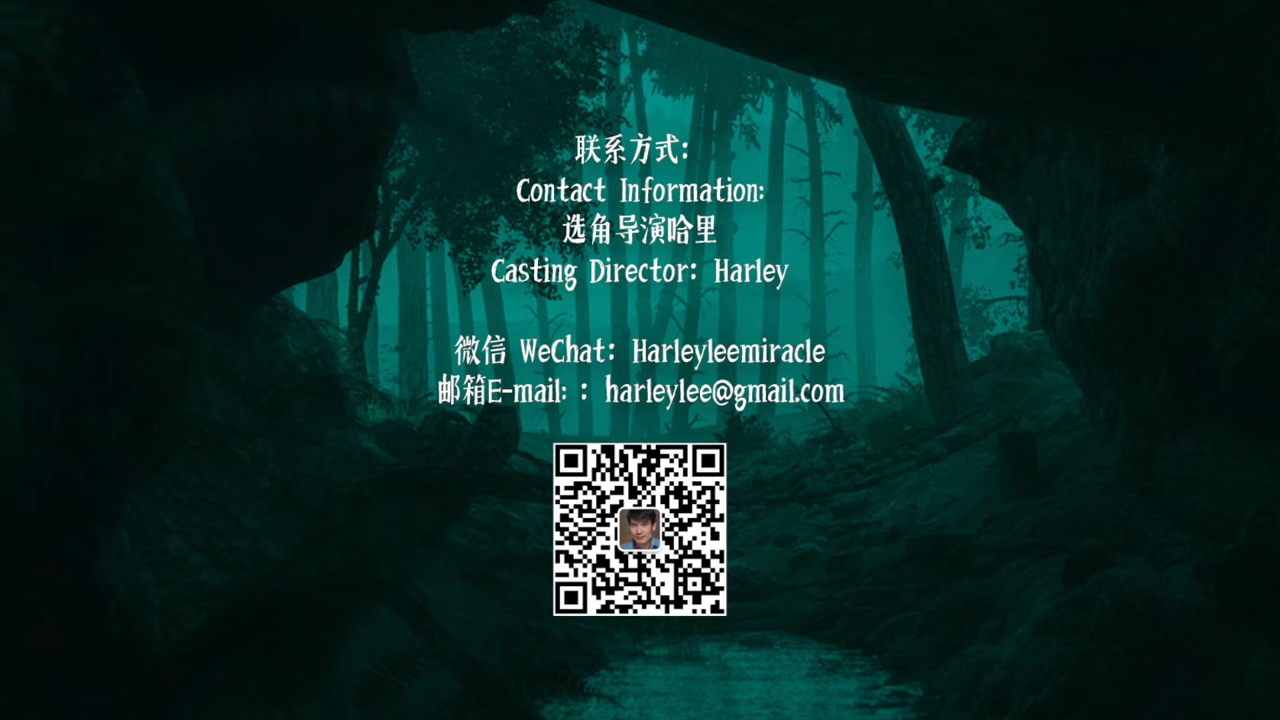 联系方式：
Contact Information:
选角导演哈里
Casting Director： Harley
微信 WeChat： Harleyleemiracle
邮箱E-mail: ： harleylee@gmail.com